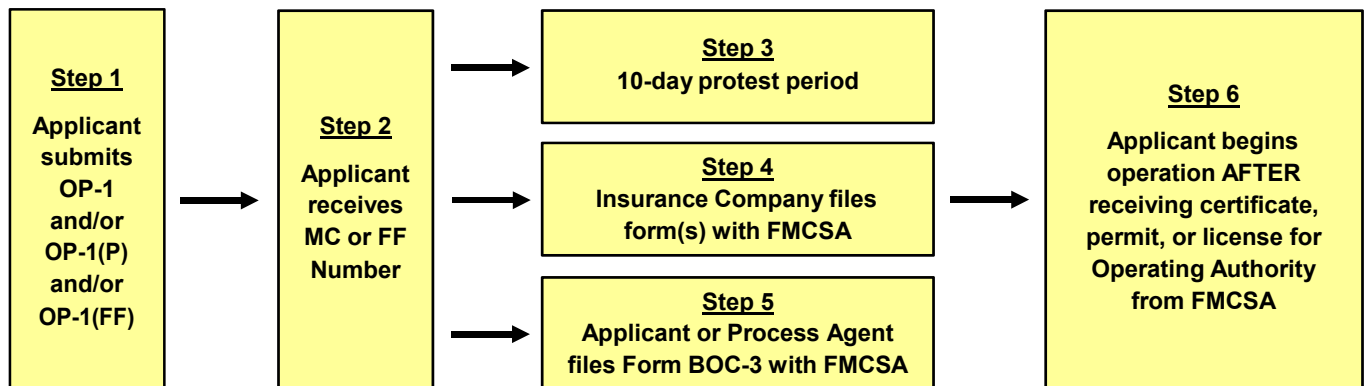 Step 1
Applicant
submits
OP-1
and/or
OP-1(P)
and/or
OP-1(FF)
Step 2
Applicant
receives
MC or FF
Number
Step 3
10-day protest period
Step 4
Insurance Company files
form(s) with FMCSA
Step 5
Applicant or Process Agent
files Form BOC-3 with FMCSA
Step 6
Applicant begins
operation AFTER
receiving certificate,
permit, or license for
Operating Authority
from FMCSA